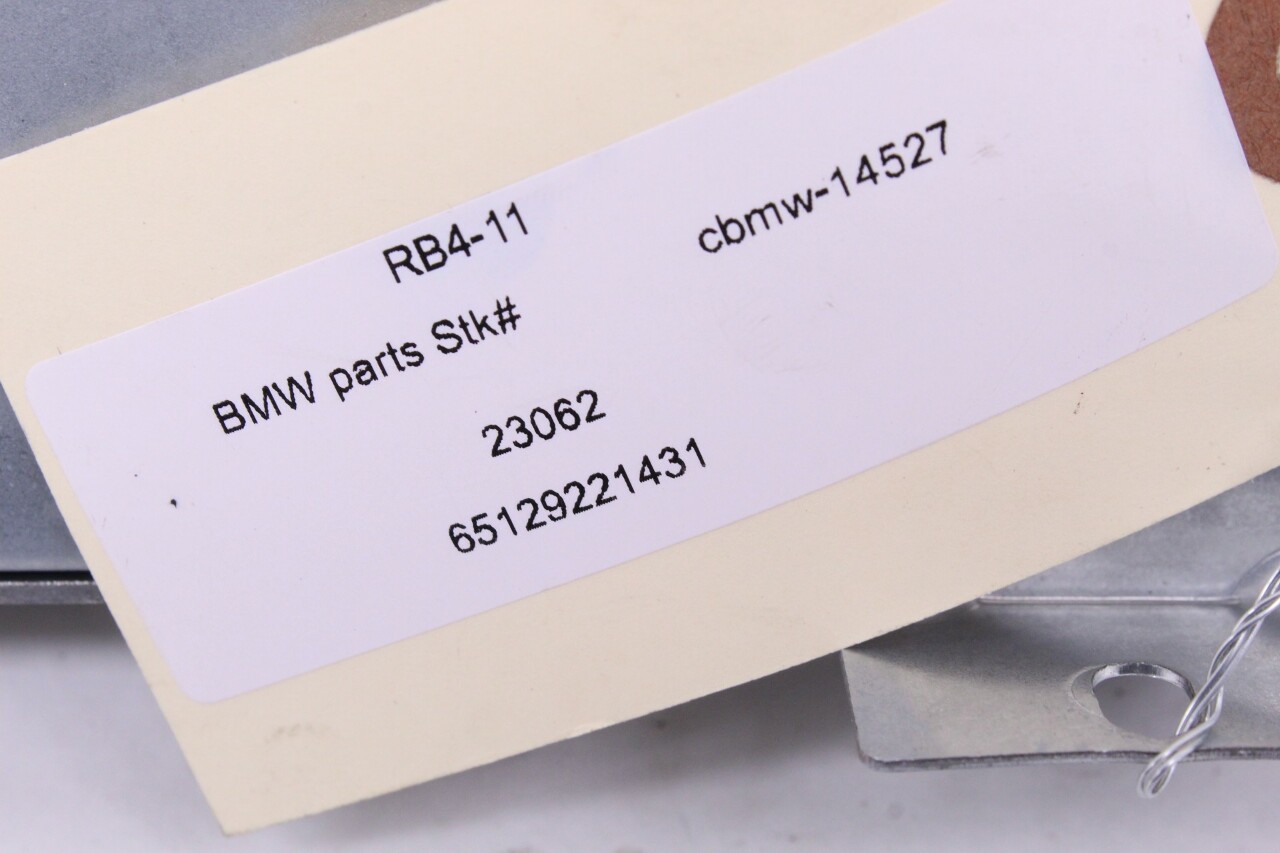 RB4-11 cbmw-14527
BMW parts Stk#
23062
65129221431